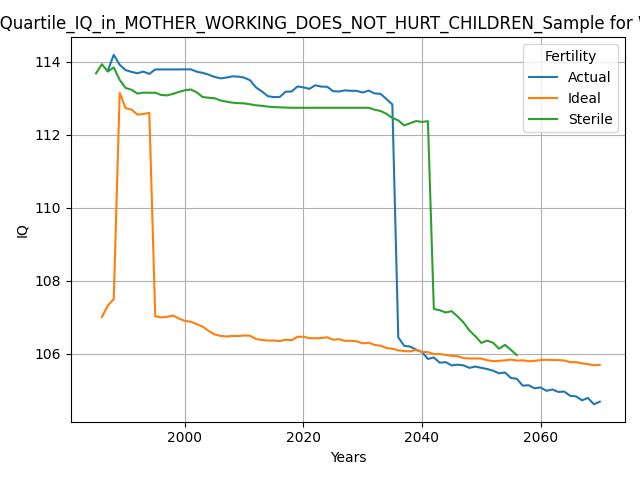 Quartile_IQ_in_MOTHER_WORKING_DOES_NOT_HURT_CHILDREN_Sample for
114
112
110
108
106
IQ
Fertility
Actual
Ideal
Sterile
2000
2020
2040
2060
Years